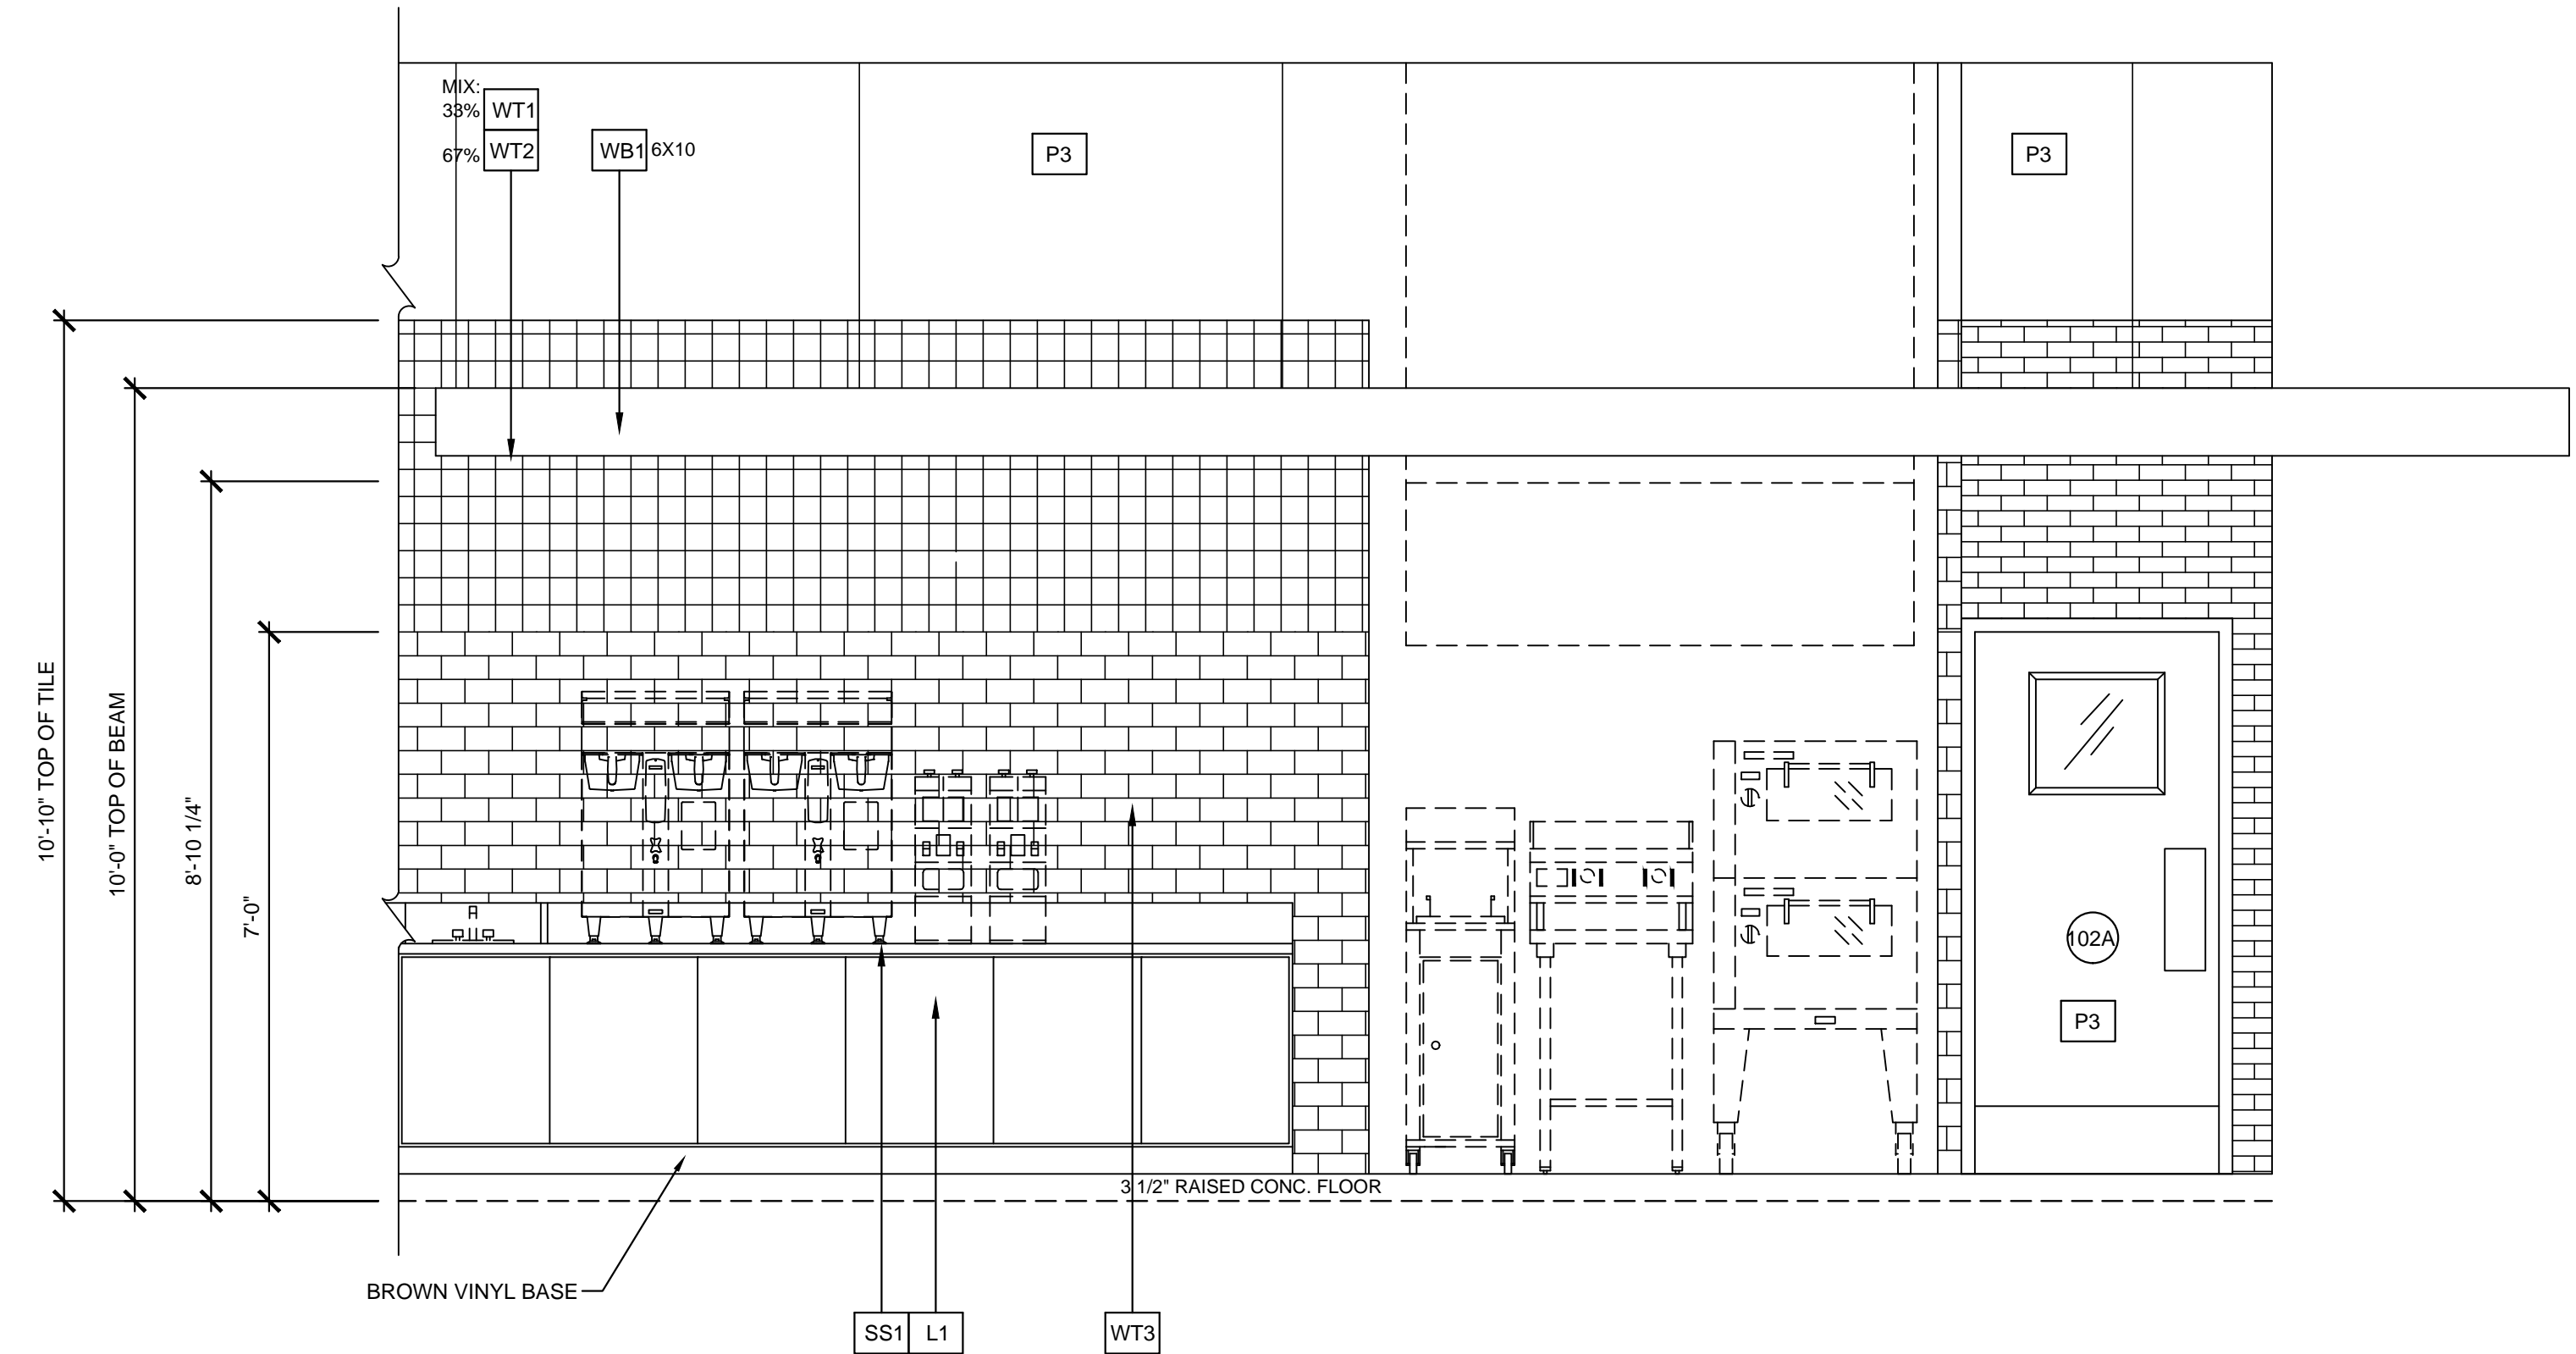 MIX:
33% WT1
67% WT2
WB1 6X10
P3
P3
10'-10" TOP OF TILE
10'-0" TOP OF BEAM
8'-10 1/4"
7'-0"
102A
P3
3 1/2" RAISED CONC. FLOOR
BROWN VINYL BASE
SS1 L1
WT3